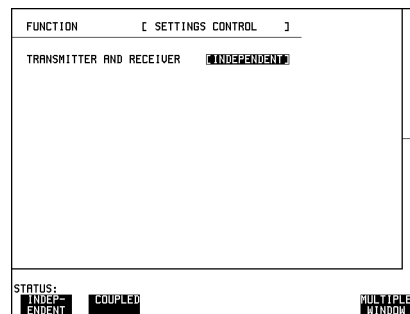 FUNCTION [ SETTINGS CONTROL ]
TRANSMITTER AND RECEIVER [INDEPENDENT]
STATUS:
INDEP-
ENDENT
COUPLED
MULTIPLE
WINDOW